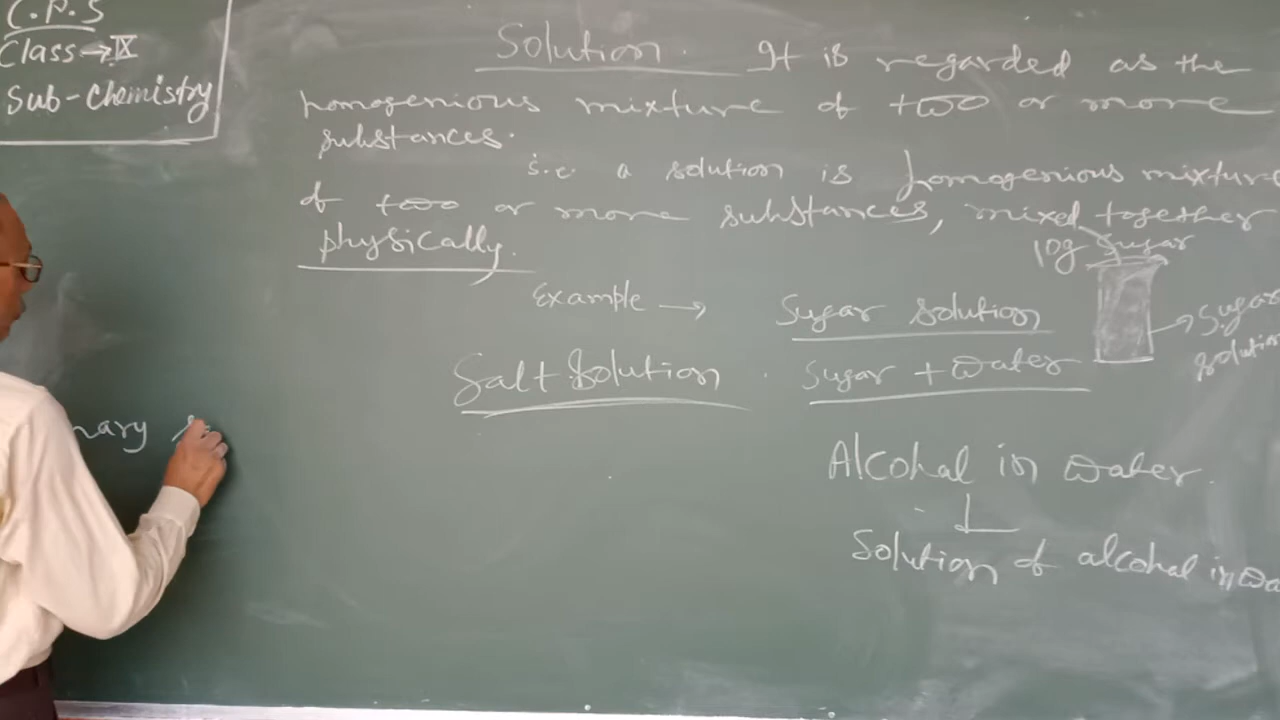 C.P.S
Class→IX
Sub-Chemistry
Solution. It is regarded as the
homogenious mixture of two or more
substances.
i.e. a solution is homogenious mixture
of two or more substances, mixed together
physically.
10g Sugar
Example → Sugar solution
Sugar
solution
Salt Solution. Sugar + water
nary
Alcohal in water.
Solution of alcohal in wa